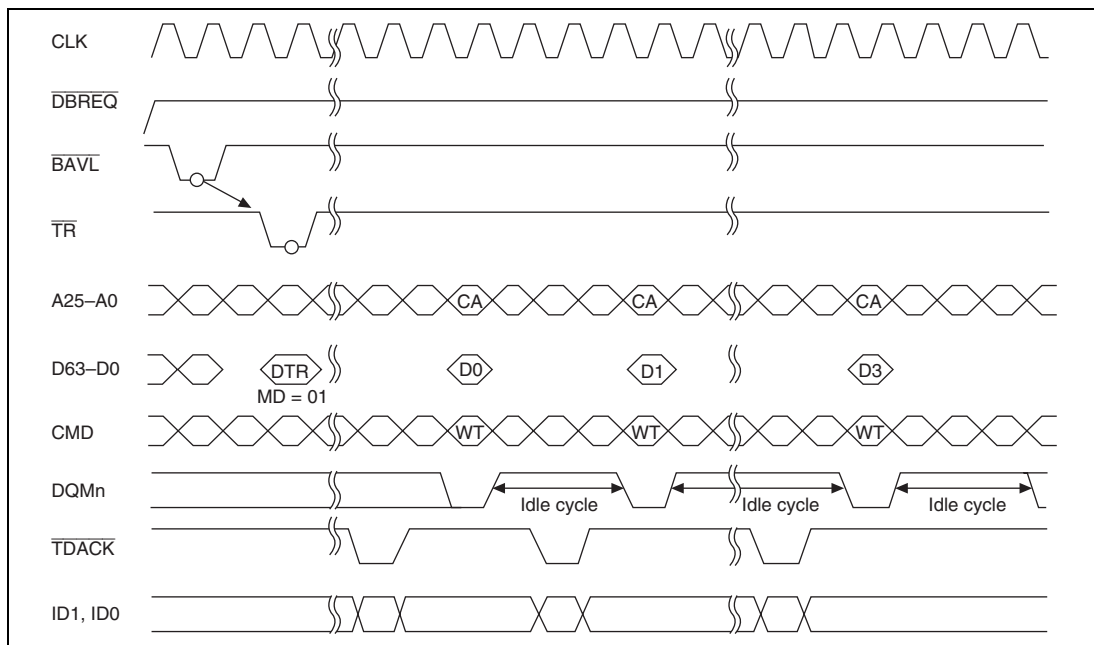 CLK
DBREQ
BAVL
TR
A25–A0 CA CA CA
D63–D0 DTR D0 D1 D3
MD = 01
CMD WT WT WT
DQMn
Idle cycle Idle cycle Idle cycle
TDACK
ID1, ID0